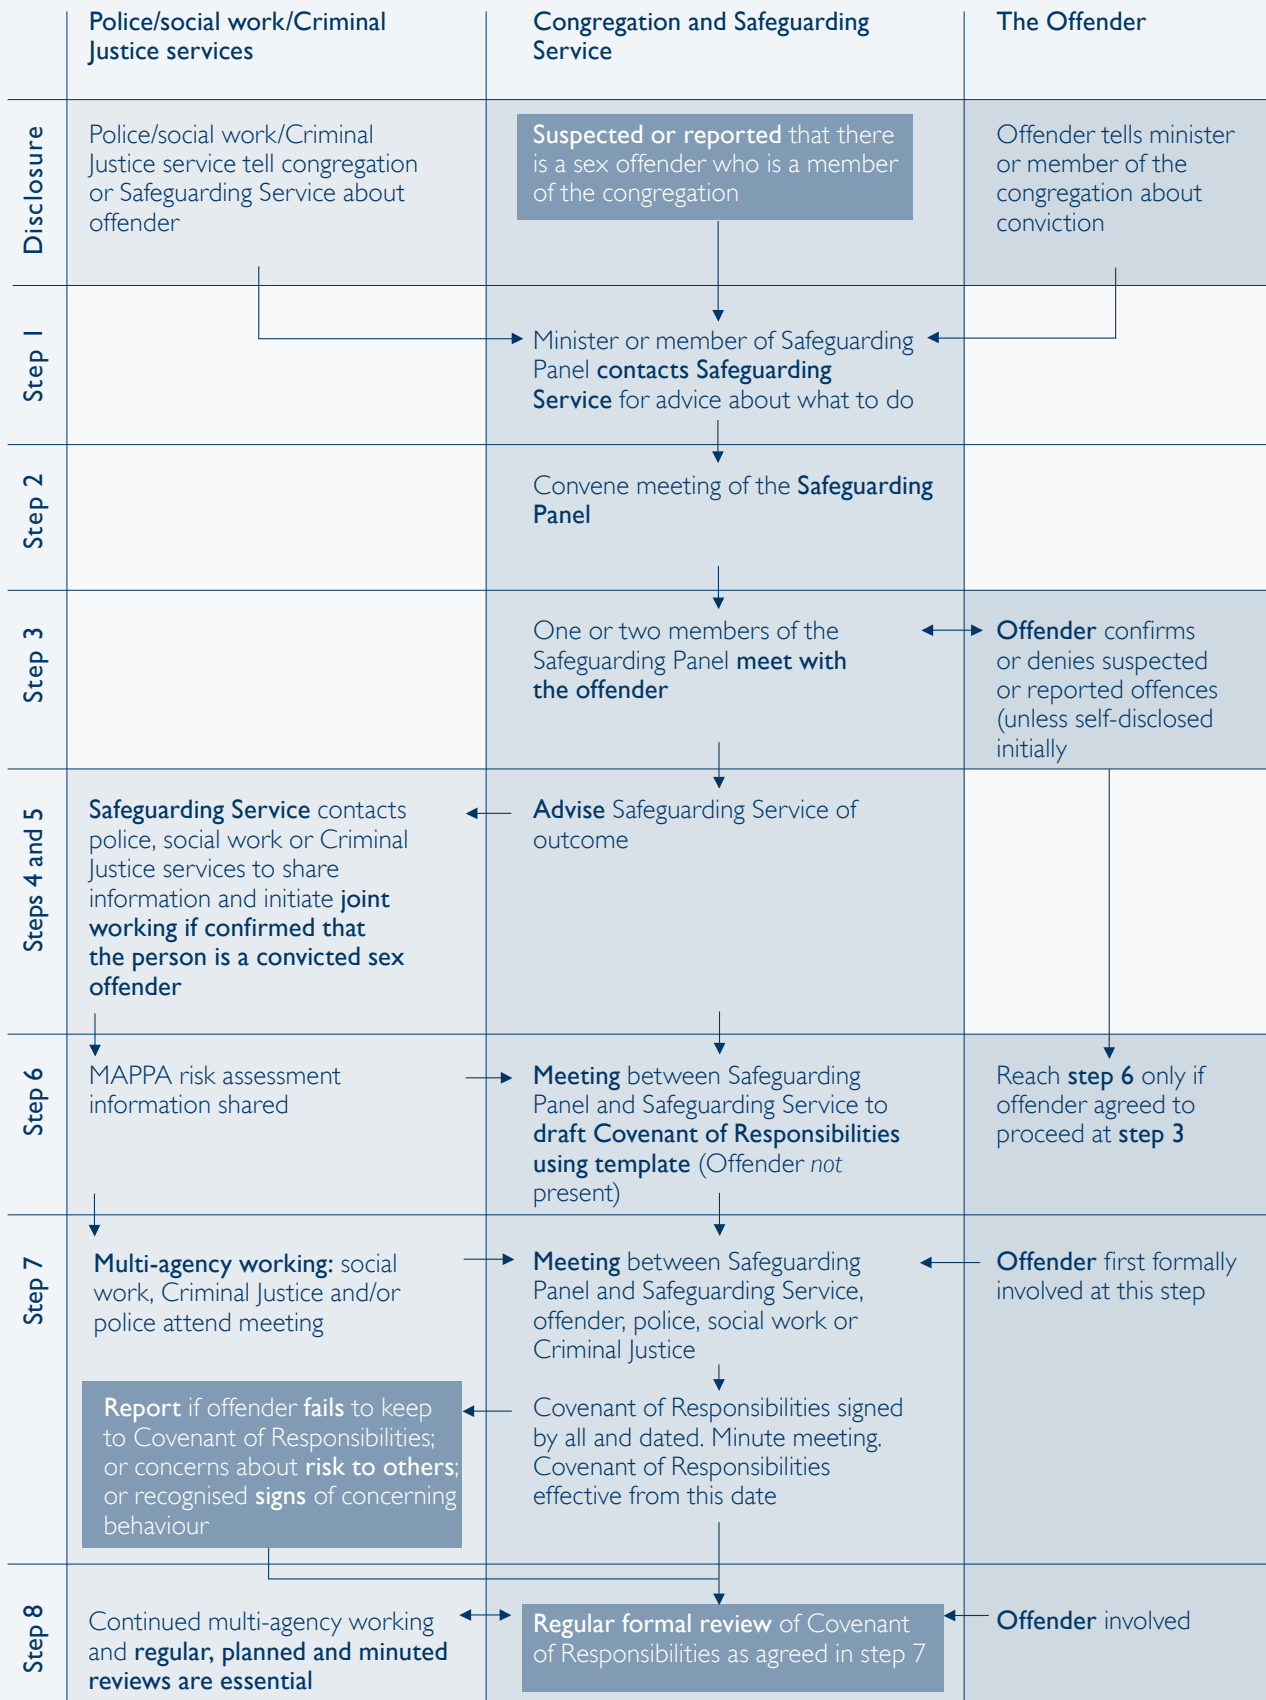 Police/social work/Criminal
Justice services
Congregation and Safeguarding
Service
The Offender
Disclosure
Police/social work/Criminal
Justice service tell congregation
or Safeguarding Service about
offender
Suspected or reported that there
is a sex offender who is a member
of the congregation
Offender tells minister
or member of the
congregation about
conviction
Step 1
Minister or member of Safeguarding
Panel contacts Safeguarding
Service for advice about what to do
Step 2
Convene meeting of the Safeguarding
Panel
Step 3
One or two members of the
Safeguarding Panel meet with
the offender
Offender confirms
or denies suspected
or reported offences
(unless self-disclosed
initially
Steps 4 and 5
Safeguarding Service contacts
police, social work or Criminal
Justice services to share
information and initiate joint
working if confirmed that
the person is a convicted sex
offender
Advise Safeguarding Service of
outcome
Step 6
MAPPA risk assessment
information shared
Meeting between Safeguarding
Panel and Safeguarding Service to
draft Covenant of Responsibilities
using template (Offender not
present)
Reach step 6 only if
offender agreed to
proceed at step 3
Step 7
Multi-agency working: social
work, Criminal Justice and/or
police attend meeting
Meeting between Safeguarding
Panel and Safeguarding Service,
offender, police, social work or
Criminal Justice
Offender first formally
involved at this step
Report if offender fails to keep
to Covenant of Responsibilities;
or concerns about risk to others;
or recognised signs of concerning
behaviour
Covenant of Responsibilities signed
by all and dated. Minute meeting.
Covenant of Responsibilities
effective from this date
Step 8
Continued multi-agency working
and regular, planned and minuted
reviews are essential
Regular formal review of Covenant
of Responsibilities as agreed in step 7
Offender involved